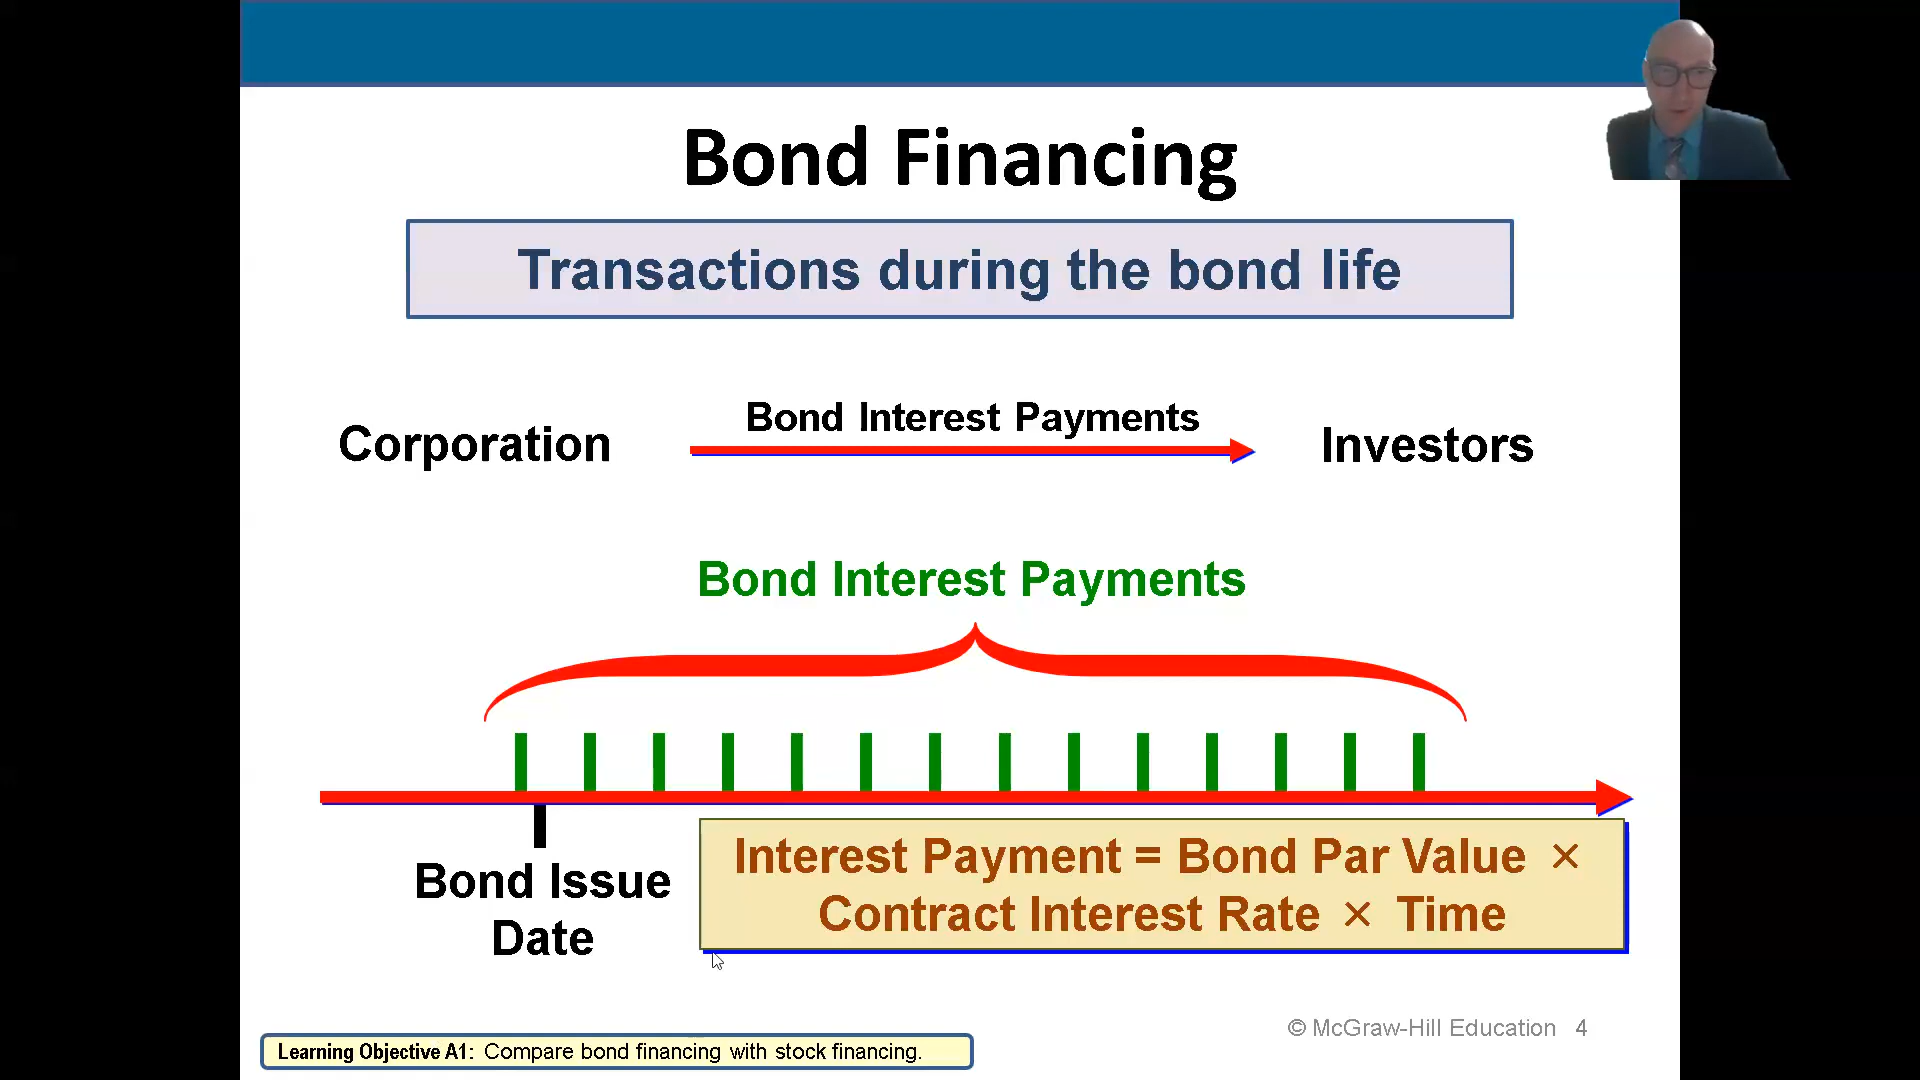 Bond Financing
Transactions during the bond life
Bond Interest Payments
Corporation
Investors
Bond Interest Payments
Bond Issue
Date
Interest Payment = Bond Par Value ×
Contract Interest Rate × Time
© McGraw-Hill Education 4
Learning Objective A1: Compare bond financing with stock financing.